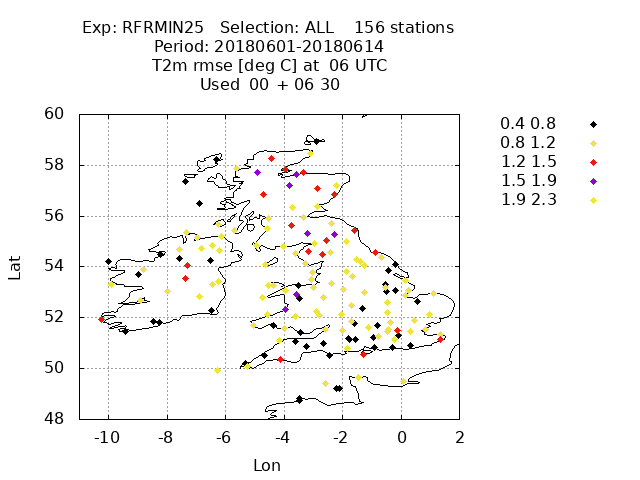 Exp: RFRMIN25 Selection: ALL 156 stations
Period: 20180601-20180614
T2m rmse [deg C] at 06 UTC
Used 00 + 06 30
60
58
56
54
52
50
48
Lat
-10 -8 -6 -4 -2 0 2
Lon
0.4 0.8
0.8 1.2
1.2 1.5
1.5 1.9
1.9 2.3